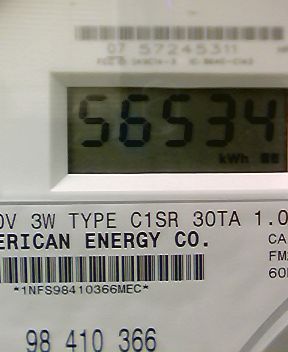 07 57245311
56534
kWh
0V 3W TYPE C1SR 30TA 1.0
ERICAN ENERGY CO.
CA
FM
60
*1NFS98410366MEC*
98 410 366